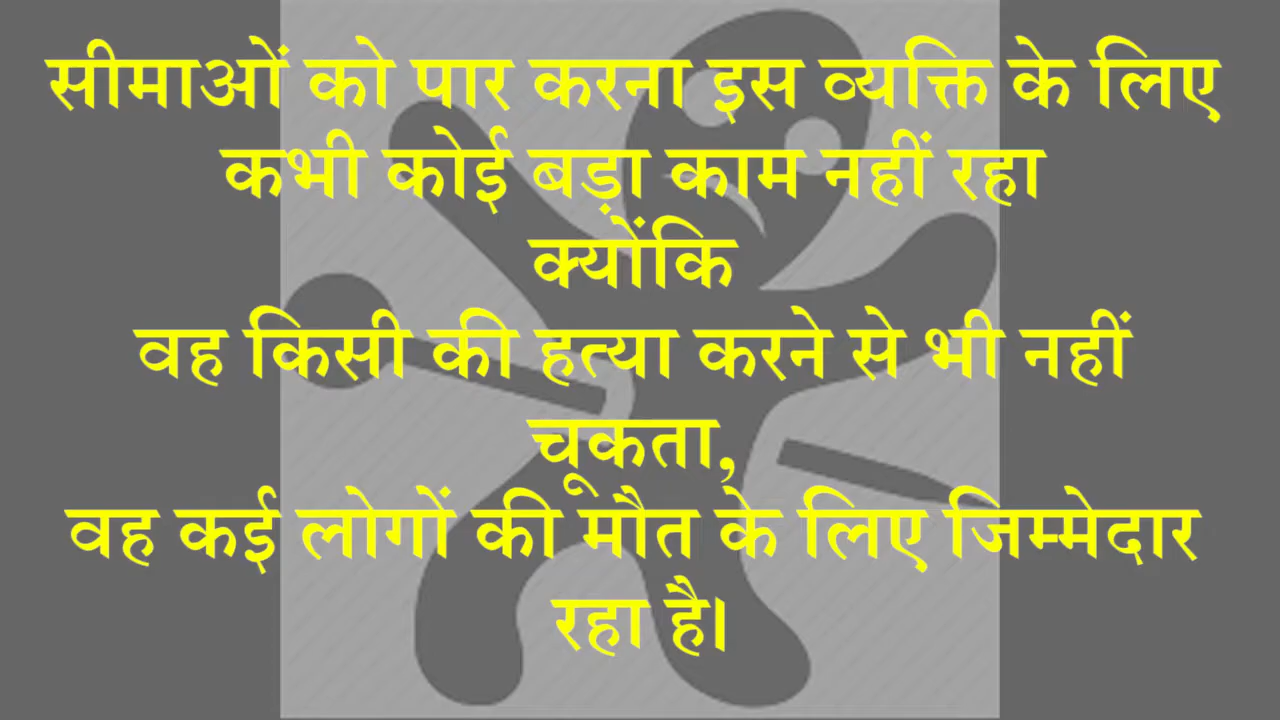 सीमाओं को पार करना इस व्यक्ति के लिए
कभी कोई बड़ा काम नहीं रहा
क्योंकि
वह किसी की हत्या करने से भी नहीं
चूकता,
वह कई लोगों की मौत के लिए जिम्मेदार
रहा है।